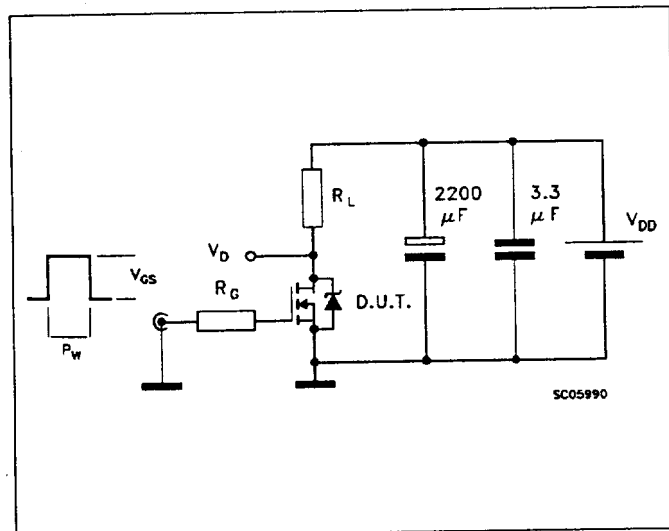 R_L
2200
μF
3.3
μF
V_DD
V_D
V_GS
R_G
D.U.T.
P_W
SC05990